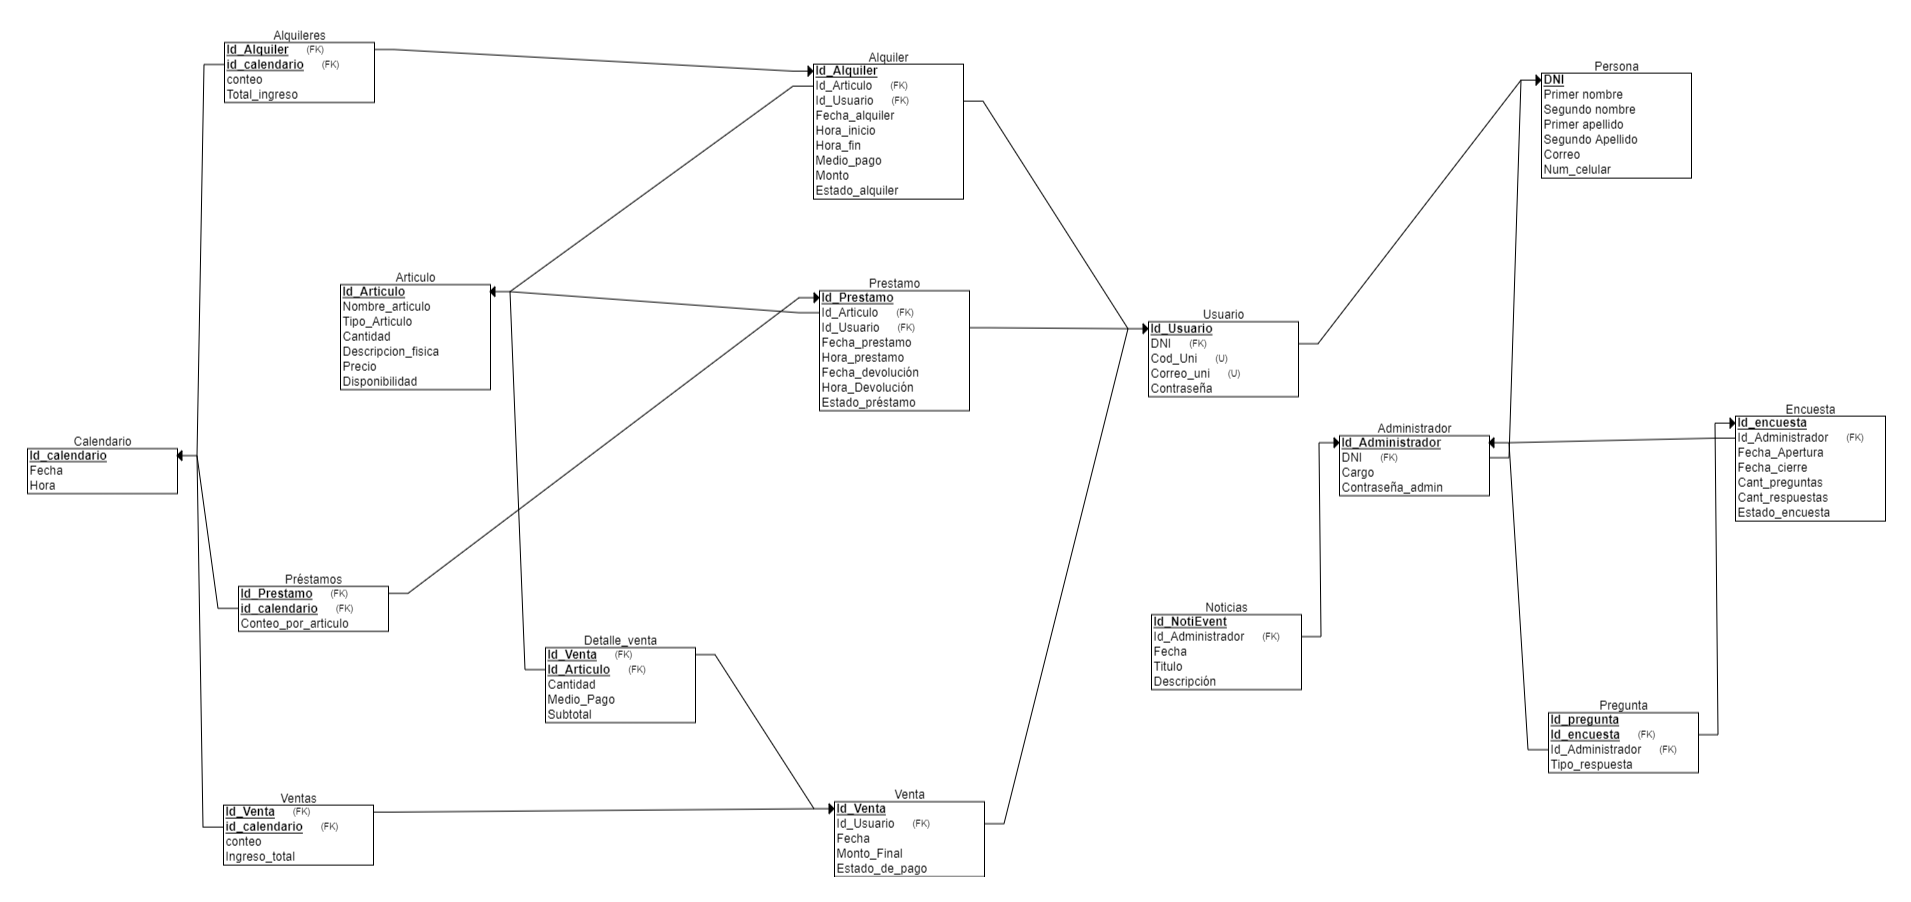 Alquileres
Id_Alquiler (FK)
id_calendario (FK)
conteo
Total_ingreso
Alquiler
Id_Alquiler
Id_Articulo (FK)
Id_Usuario (FK)
Fecha_alquiler
Hora_inicio
Hora_fin
Medio_pago
Monto
Estado_alquiler
Persona
DNI
Primer nombre
Segundo nombre
Primer apellido
Segundo Apellido
Correo
Num_celular
Articulo
Id_Articulo
Nombre_articulo
Tipo_Articulo
Cantidad
Descripcion_fisica
Precio
Disponibilidad
Prestamo
Id_Prestamo
Id_Articulo (FK)
Id_Usuario (FK)
Fecha_prestamo
Hora_prestamo
Fecha_devolución
Hora_Devolución
Estado_préstamo
Usuario
Id_Usuario
DNI (FK)
Cod_Uni (U)
Correo_uni (U)
Contraseña
Calendario
Id_calendario
Fecha
Hora
Administrador
Id_Administrador
DNI (FK)
Cargo
Contraseña_admin
Encuesta
Id_encuesta
Id_Administrador (FK)
Fecha_Apertura
Fecha_cierre
Cant_preguntas
Cant_respuestas
Estado_encuesta
Préstamos
Id_Prestamo (FK)
id_calendario (FK)
Conteo_por_articulo
Detalle_venta
Id_Venta (FK)
Id_Articulo (FK)
Cantidad
Medio_Pago
Subtotal
Noticias
Id_NotiEvent
Id_Administrador (FK)
Fecha
Titulo
Descripción
Pregunta
Id_pregunta
Id_encuesta (FK)
Id_Administrador (FK)
Tipo_respuesta
Ventas
Id_Venta (FK)
id_calendario (FK)
conteo
Ingreso_total
Venta
Id_Venta
Id_Usuario (FK)
Fecha
Monto_Final
Estado_de_pago